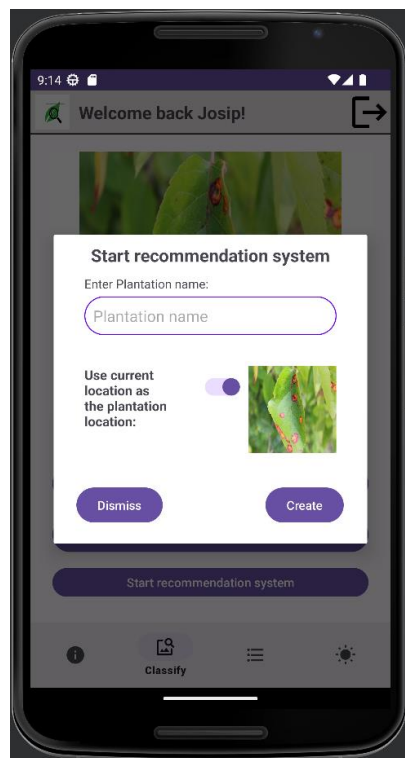 9:14
Welcome back Josip!
Start recommendation system
Enter Plantation name:
Plantation name
Use current
location as
the plantation
location:
Dismiss
Create
Start recommendation system
Classify